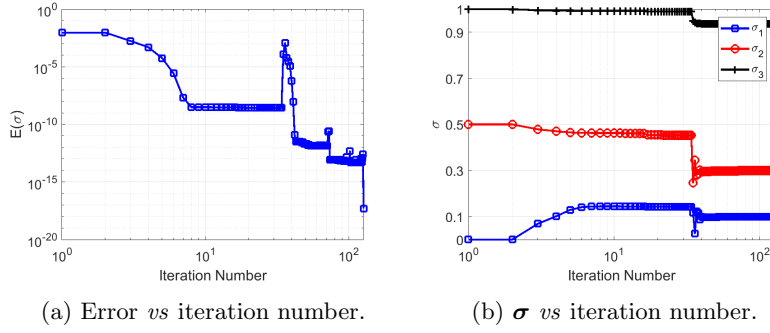 10^0
10^-5
10^-10
10^-15
10^-20
E(σ)
10^0 10^1 10^2
Iteration Number
1
0.9
0.7
0.5
0.3
0.1
0
σ
σ_1
σ_2
σ_3
10^0 10^1 10^2
Iteration Number
(a) Error vs iteration number.
(b) σ vs iteration number.